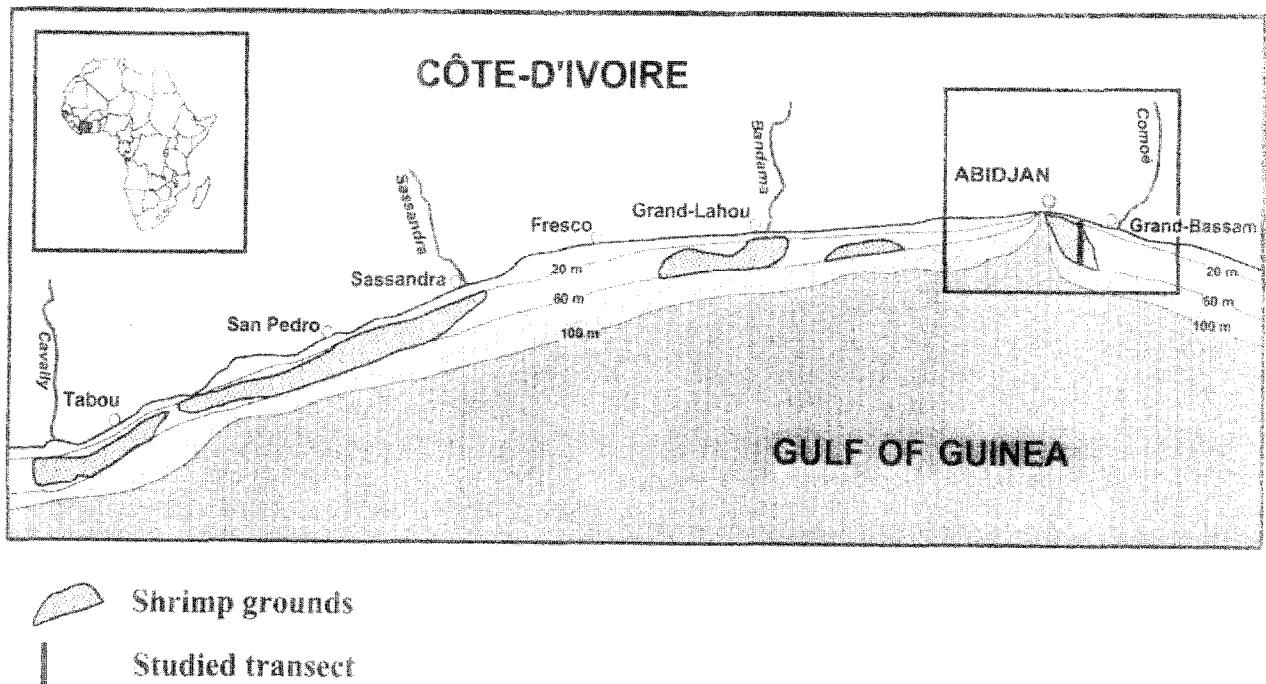 CÔTE-D'IVOIRE
Comoé
Bandama
ABIDJAN
Sassandra
Grand-Lahou
Fresco
Grand-Bassam
Sassandra
20 m
20 m
60 m
60 m
San Pedro
100 m
100 m
Cavally
Tabou
GULF OF GUINEA
Shrimp grounds
Studied transect